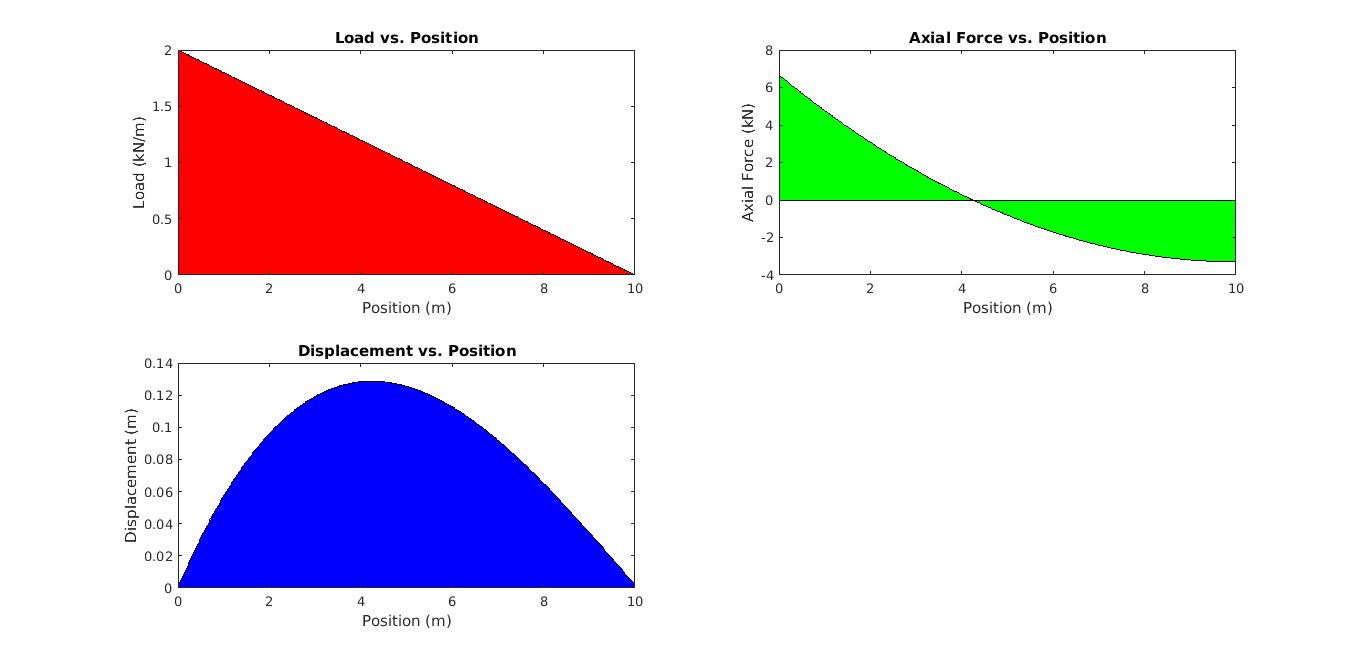 Load vs. Position
2
1.5
1
0.5
0
Load (kN/m)
0 2 4 6 8 10
Position (m)
Axial Force vs. Position
8
6
4
2
0
-2
-4
Axial Force (kN)
0 2 4 6 8 10
Position (m)
Displacement vs. Position
0.14
0.12
0.1
0.08
0.06
0.04
0.02
0
Displacement (m)
0 2 4 6 8 10
Position (m)